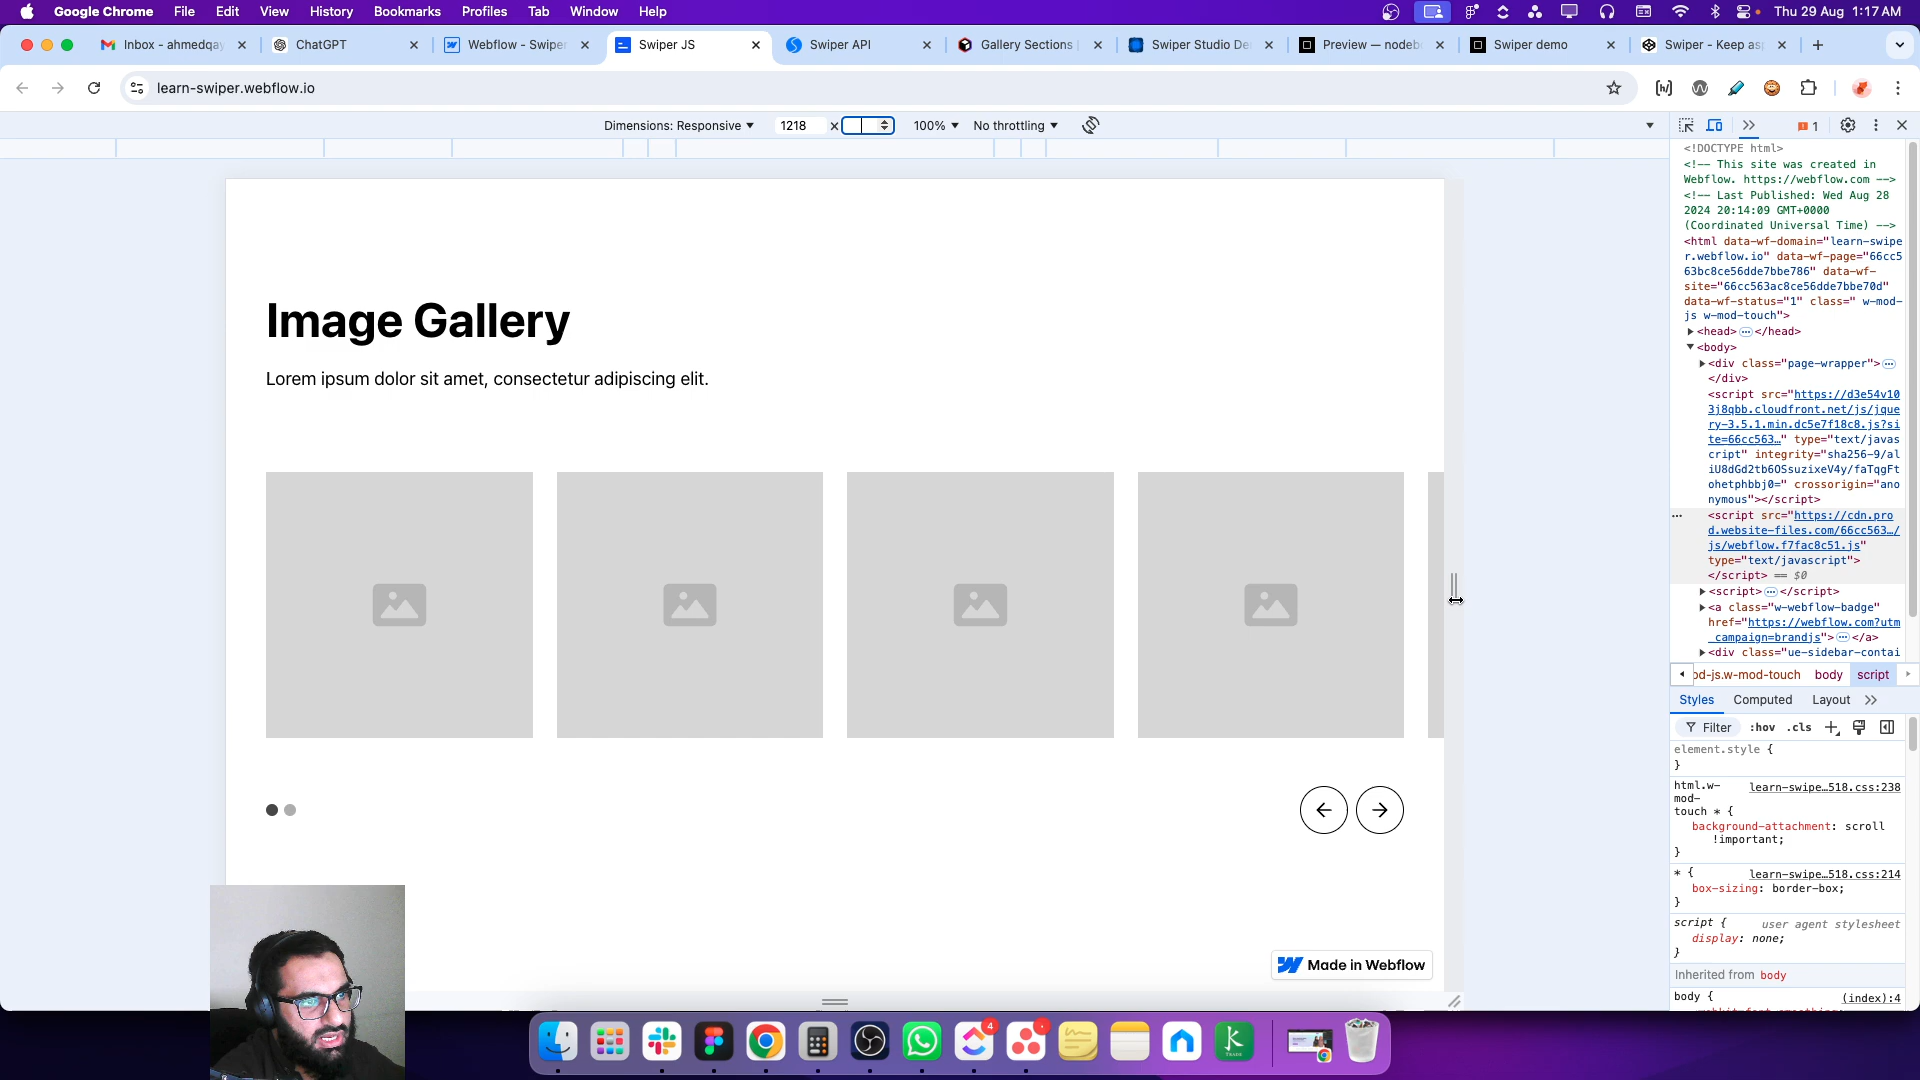 Google Chrome File Edit View History Bookmarks Profiles Tab Window Help Thu 29 Aug 1:17 AM
Inbox - ahmedqay ChatGPT Webflow - Swiper Swiper JS Swiper API Gallery Sections Swiper Studio De Preview — nodeb Swiper demo Swiper - Keep as
learn-swiper.webflow.io
Dimensions: Responsive 1218 x 100% No throttling 1
Image Gallery
Lorem ipsum dolor sit amet, consectetur adipiscing elit.
Made in Webflow
<!DOCTYPE html>
<!-- This site was created in
Webflow. https://webflow.com -->
<!-- Last Published: Wed Aug 28
2024 20:14:09 GMT+0000
(Coordinated Universal Time) -->
<html data-wf-domain="learn-swipe
r.webflow.io" data-wf-page="66cc5
63bc8ce56dde7bbe786" data-wf-
site="66cc563ac8ce56dde7bbe70d"
data-wf-status="1" class=" w-mod-
js w-mod-touch">
<head>…</head>
<body>
<div class="page-wrapper">…
</div>
<script src="https://d3e54v10
3j8qbb.cloudfront.net/js/jque
ry-3.5.1.min.dc5e7f18c8.js?si
te=66cc563…" type="text/javas
cript" integrity="sha256-9/al
iU8dGd2tb6OSsuzixeV4y/faTqgFt
ohetphbbj0=" crossorigin="ano
nymous"></script>
… <script src="https://cdn.pro
d.website-files.com/66cc563…/
js/webflow.f7fac8c51.js"
type="text/javascript">
</script> == $0
<script>…</script>
<a class="w-webflow-badge"
href="https://webflow.com?utm
_campaign=brandjs">…</a>
<div class="ue-sidebar-contai
od-js.w-mod-touch body script
Styles Computed Layout
Filter :hov .cls
element.style {
}
html.w- learn-swipe…518.css:238
mod-
touch * {
background-attachment: scroll
!important;
}
* { learn-swipe…518.css:214
box-sizing: border-box;
}
script { user agent stylesheet
display: none;
}
Inherited from body
body { (index):4
4